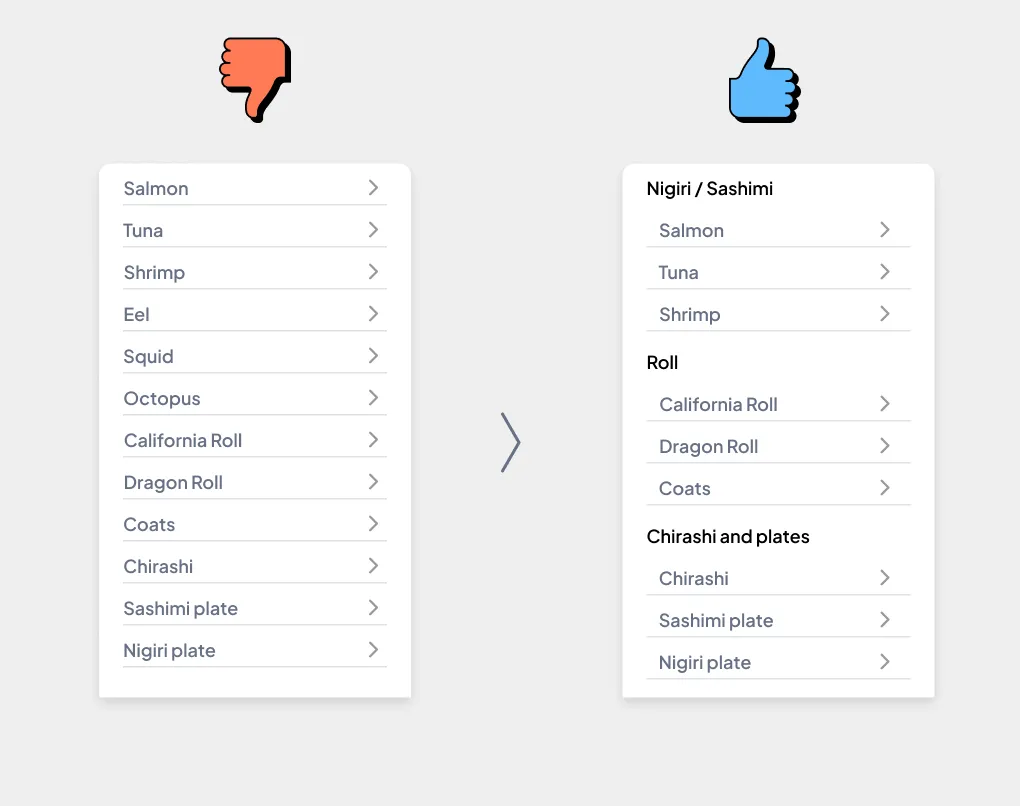 Salmon
Tuna
Shrimp
Eel
Squid
Octopus
California Roll
Dragon Roll
Coats
Chirashi
Sashimi plate
Nigiri plate
Nigiri / Sashimi
Salmon
Tuna
Shrimp
Roll
California Roll
Dragon Roll
Coats
Chirashi and plates
Chirashi
Sashimi plate
Nigiri plate